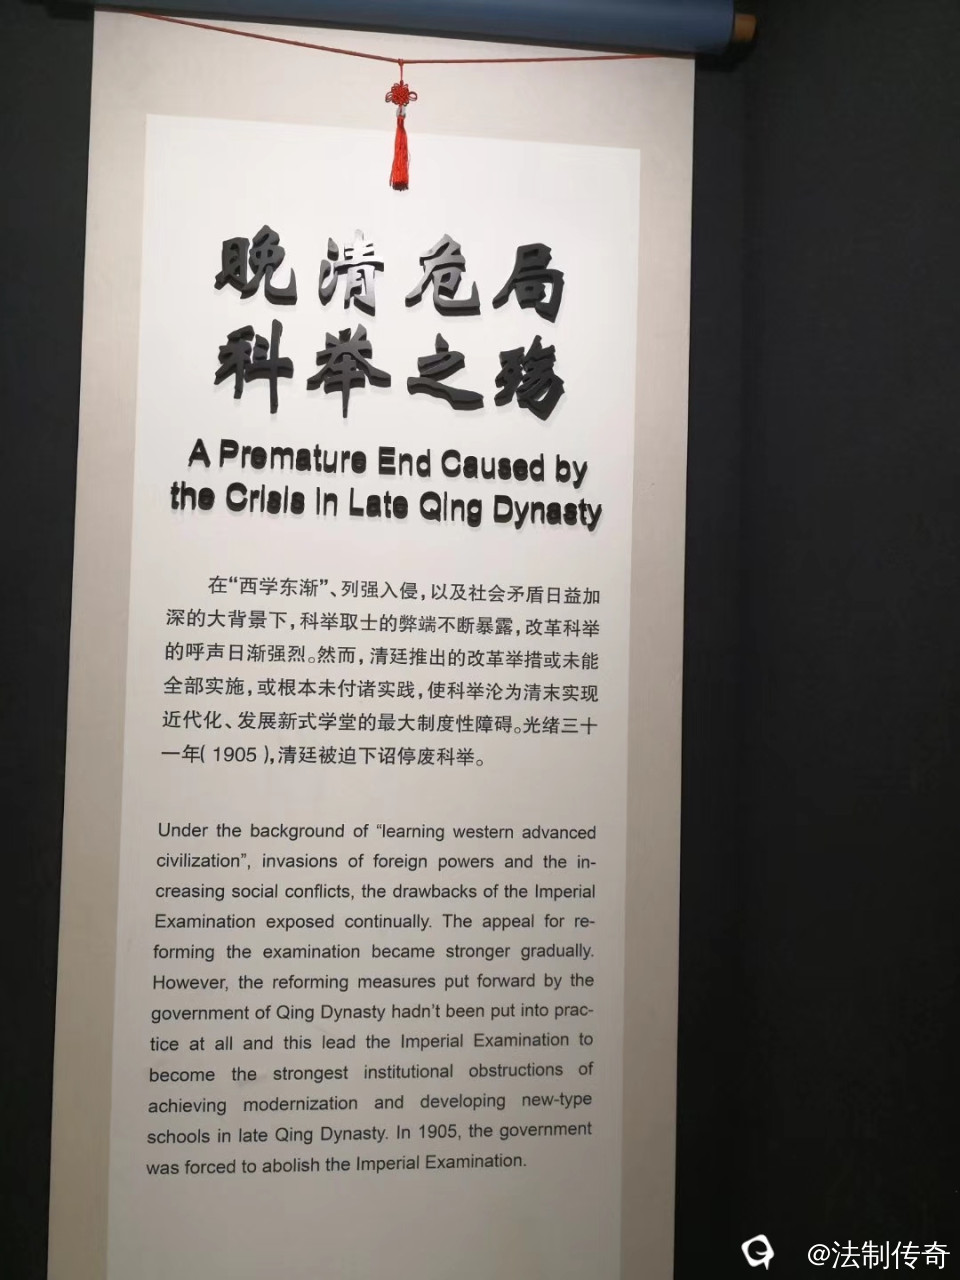 晚清危局
科举之殇
A Premature End Caused by
the Crisis in Late Qing Dynasty
在“西学东渐”、列强入侵，以及社会矛盾日益加
深的大背景下，科举取士的弊端不断暴露，改革科举
的呼声日渐强烈。然而，清廷推出的改革举措或未能
全部实施，或根本未付诸实践，使科举沦为清末实现
近代化、发展新式学堂的最大制度性障碍。光绪三十
一年（1905），清廷被迫下诏停废科举。
Under the background of “learning western advanced
civilization”, invasions of foreign powers and the in-
creasing social conflicts, the drawbacks of the Imperial
Examination exposed continually. The appeal for re-
forming the examination became stronger gradually.
However, the reforming measures put forward by the
government of Qing Dynasty hadn’t been put into prac-
tice at all and this lead the Imperial Examination to
become the strongest institutional obstructions of
achieving modernization and developing new-type
schools in late Qing Dynasty. In 1905, the government
was forced to abolish the Imperial Examination.
@法制传奇